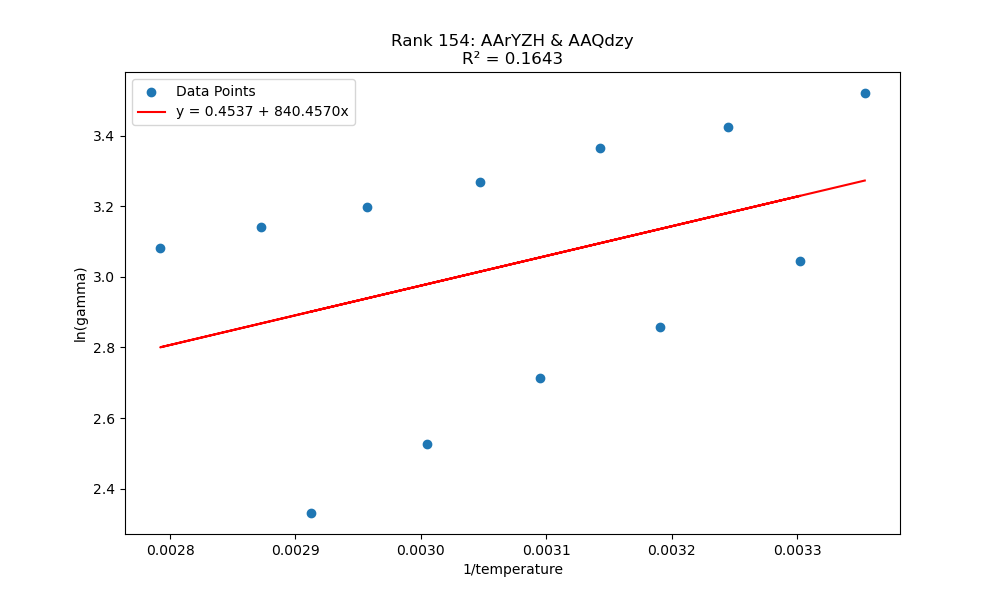 Rank 154: AArYZH & AAQdzy
R² = 0.1643
Data Points
y = 0.4537 + 840.4570x
ln(gamma)
3.4
3.2
3.0
2.8
2.6
2.4
0.0028 0.0029 0.0030 0.0031 0.0032 0.0033
1/temperature